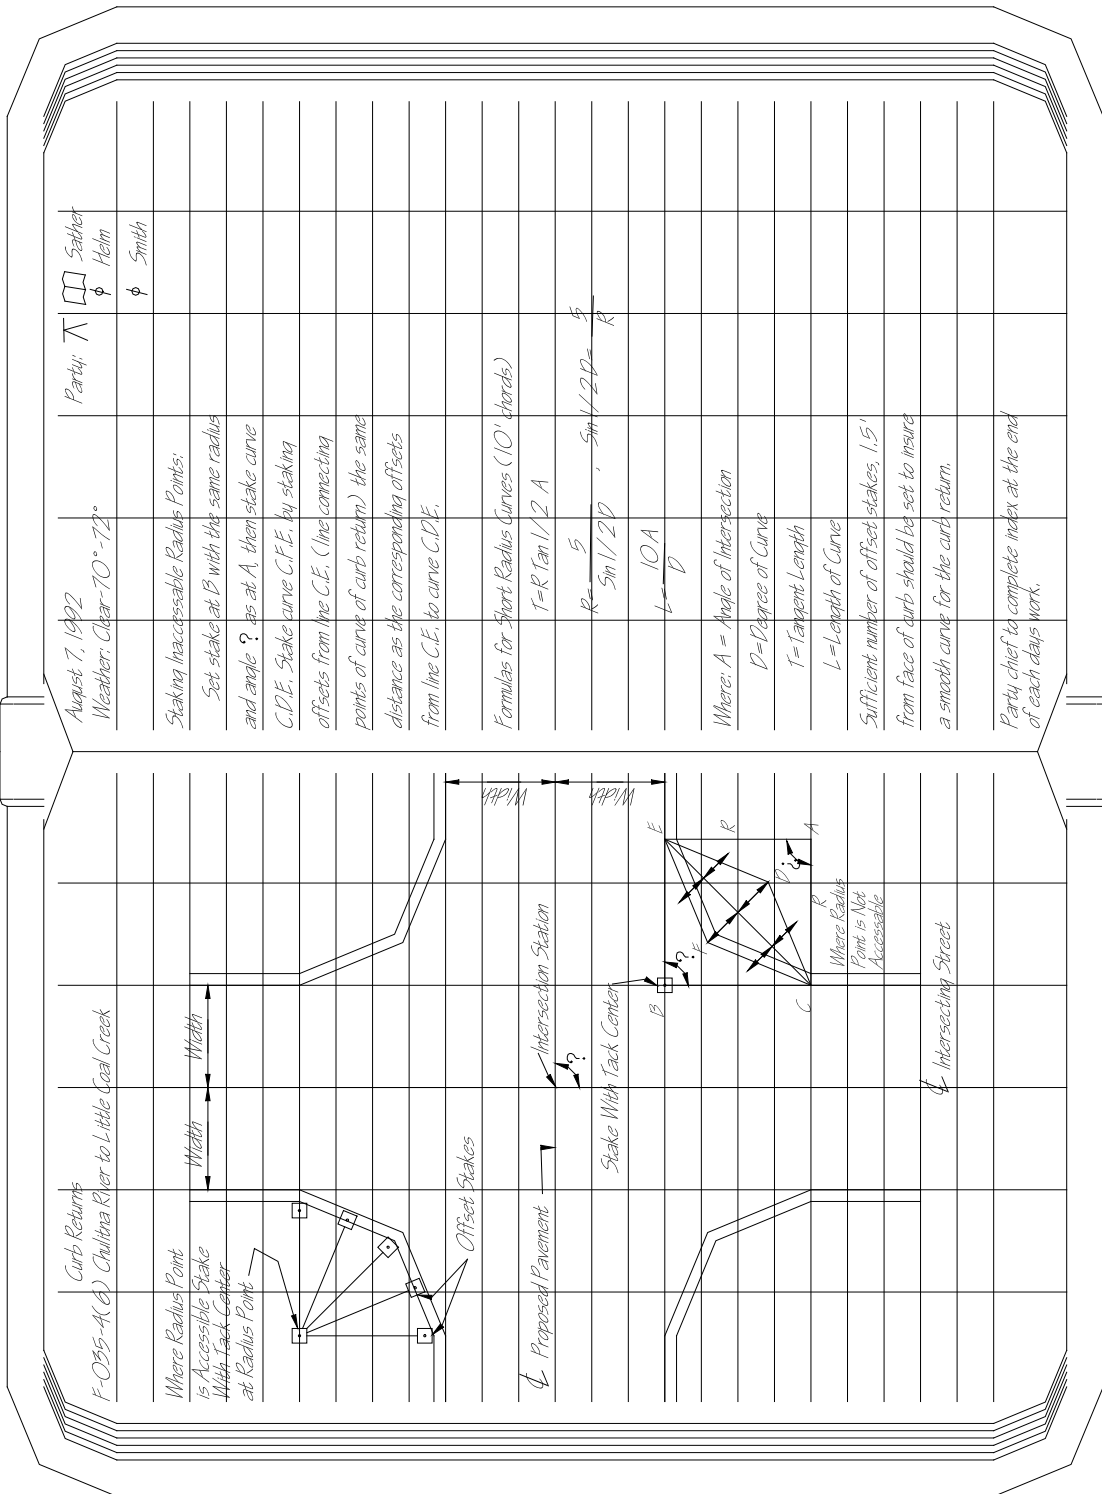 Curb Returns
F-035-4(6) Chulitna River to Little Coal Creek
Where Radius Point
is Accessible Stake
With Tack Center
at Radius Point
Width
Width
Offset Stakes
℄ Proposed Pavement
Intersection Station
?
Stake With Tack Center
Width
Width
B
E
F
?
R
D
?
A
C
R
Where Radius
Point is Not
Accessable
℄ Intersecting Street
August 7, 1992
Weather: Clear-70°-72°
Party:
Sather
Helm
Smith
Staking Inaccessable Radius Points:
Set stake at B with the same radius
and angle ? as at A, then stake curve
C.D.E. Stake curve C.F.E. by staking
offsets from line C.E. (line connecting
points of curve of curb return) the same
distance as the corresponding offsets
from line C.E. to curve C.D.E.
Formulas for Short Radius Curves (10' chords)
T=R Tan 1/2 A
R= 5 / Sin 1/2 D , Sin 1/2 D= 5 / R
L= 10A / D
Where: A = Angle of Intersection
D=Degree of Curve
T=Tangent Length
L=Length of Curve
Sufficient number of offset stakes, 1.5'
from face of curb should be set to insure
a smooth curve for the curb return.
Party chief to complete index at the end
of each days work.